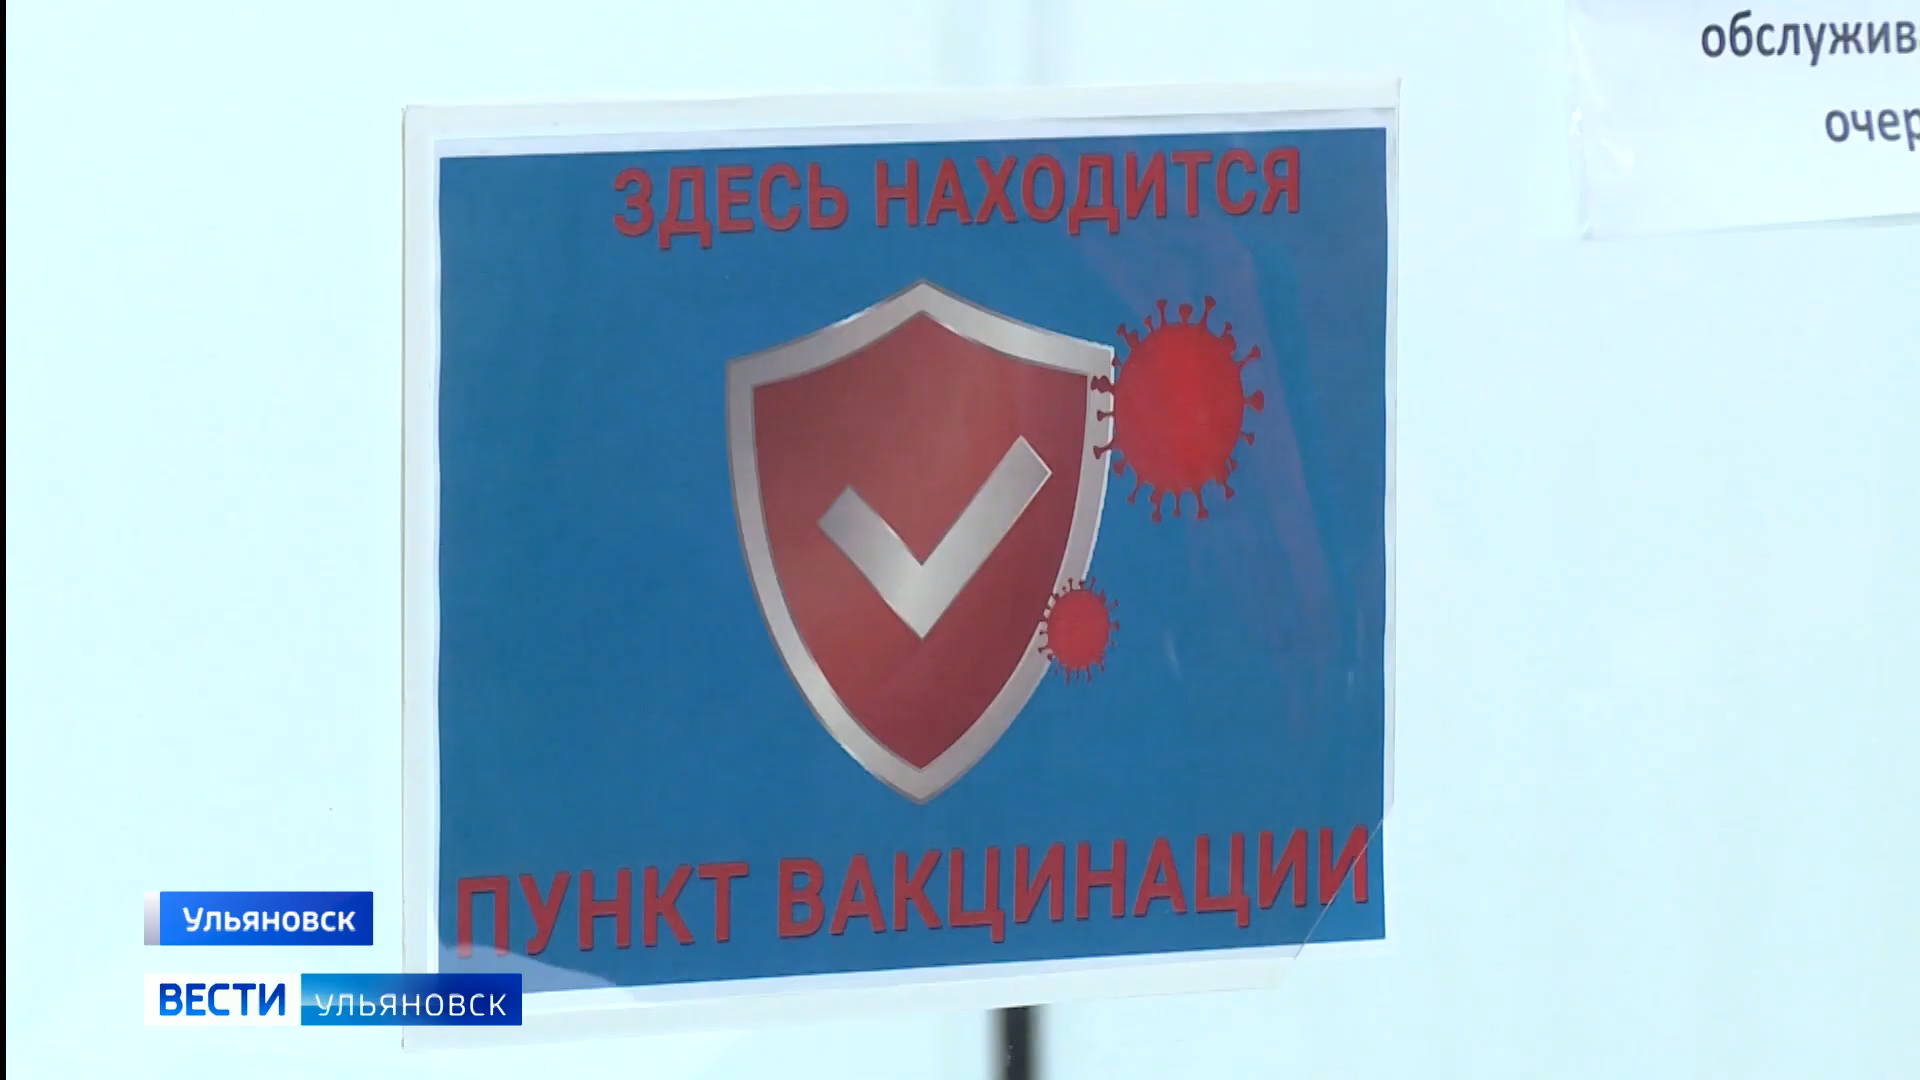 обслужив
очер
ЗДЕСЬ НАХОДИТСЯ
ПУНКТ ВАКЦИНАЦИИ
Ульяновск
ВЕСТИ УЛЬЯНОВСК